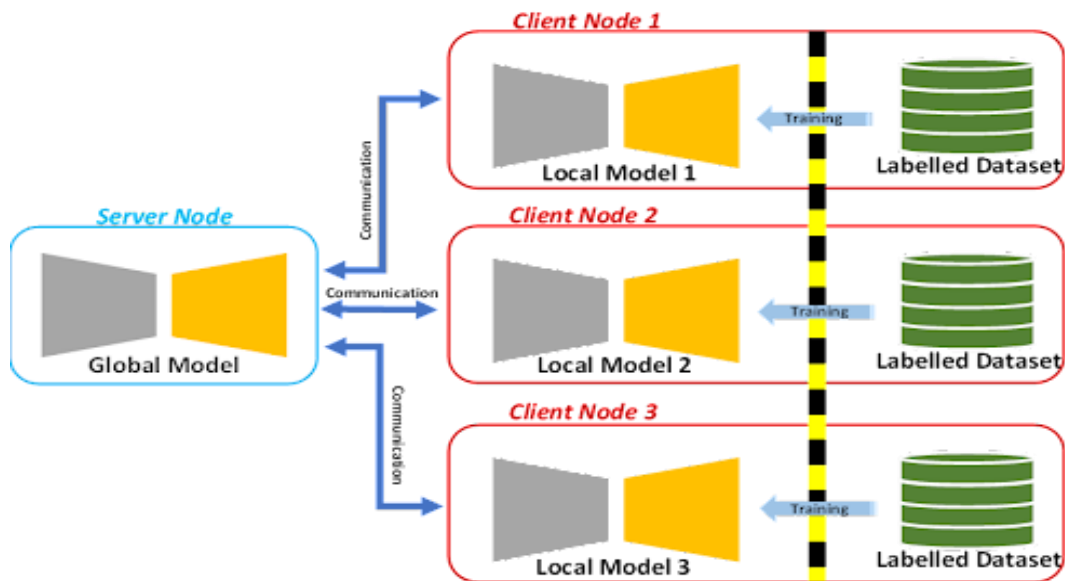 Client Node 1
Training
Local Model 1
Labelled Dataset
Communication
Server Node
Global Model
Communication
Client Node 2
Training
Local Model 2
Labelled Dataset
Communication
Client Node 3
Training
Local Model 3
Labelled Dataset